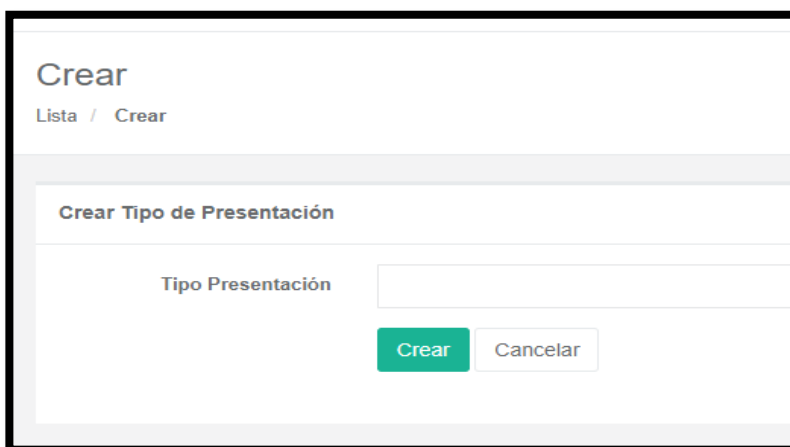 Crear
Lista / Crear
Crear Tipo de Presentación
Tipo Presentación
Crear Cancelar